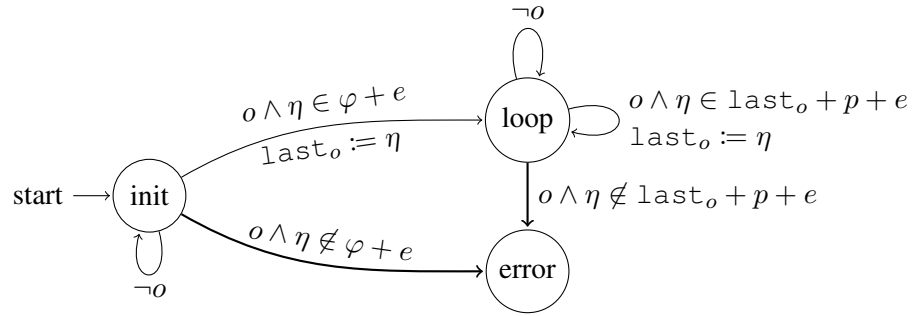 ¬o
o ∧ η ∈ φ + e
last_o := η
loop
o ∧ η ∈ last_o + p + e
last_o := η
start
init
o ∧ η ∉ last_o + p + e
o ∧ η ∉ φ + e
¬o
error